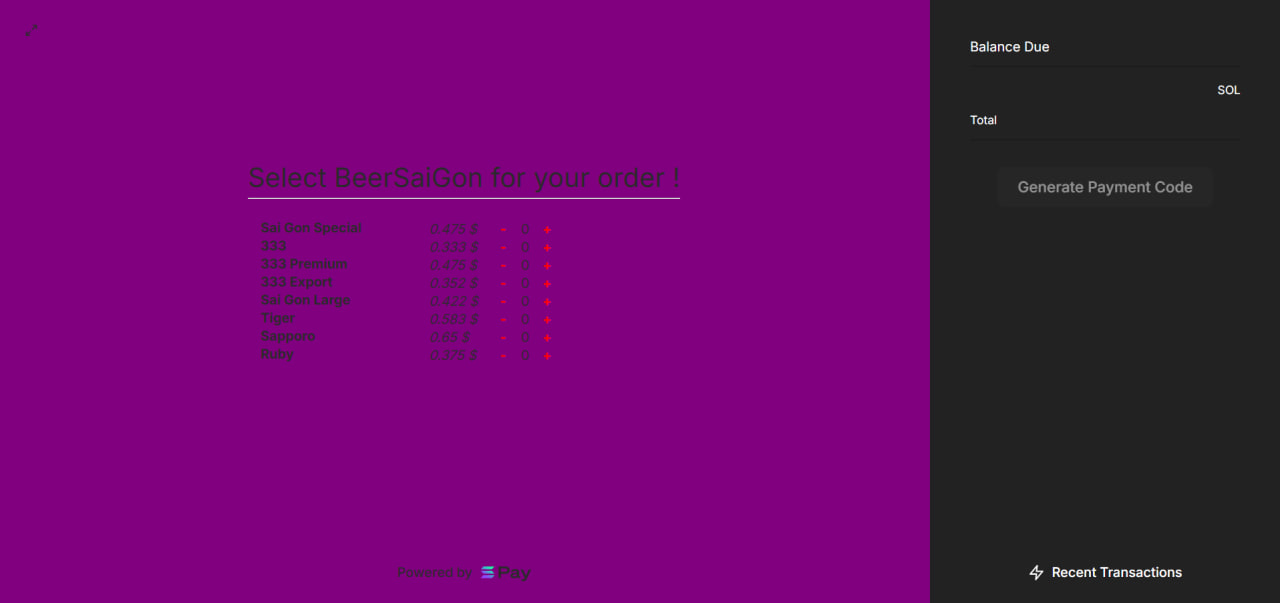 Select BeerSaiGon for your order !
Sai Gon Special 0.475 $ - 0 +
333 0.333 $ - 0 +
333 Premium 0.475 $ - 0 +
333 Export 0.352 $ - 0 +
Sai Gon Large 0.422 $ - 0 +
Tiger 0.583 $ - 0 +
Sapporo 0.65 $ - 0 +
Ruby 0.375 $ - 0 +
Powered by Pay
Balance Due
SOL
Total
Generate Payment Code
Recent Transactions